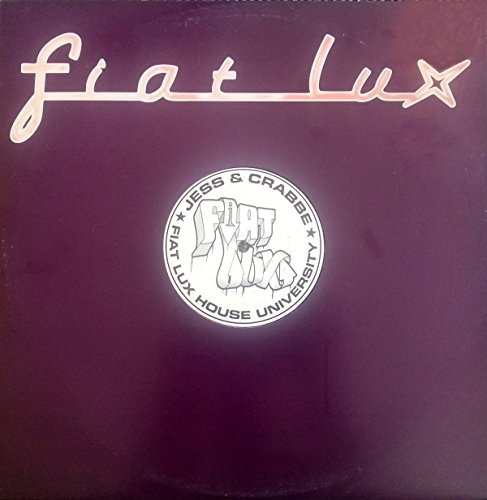 fiat lux
JESS & CRABBE
FIAT LUX
★ FIAT LUX HOUSE UNIVERSITY ★